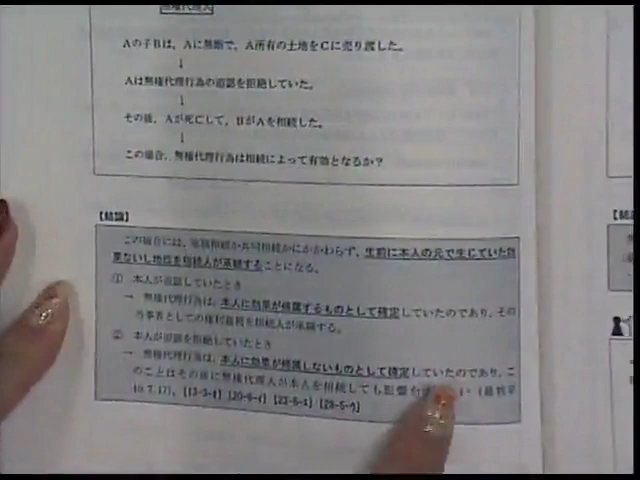 無権代理人
Aの子Bは、Aに無断で、A所有の土地をCに売り渡した。
↓
Aは無権代理行為の追認を拒絶していた。
↓
その後、Aが死亡して、BがAを相続した。
↓
この場合、無権代理行為は相続によって有効となるか?
【結論】
この場合には、単独相続か共同相続かにかかわらず、生前に本人の元で生じていた効
果ないし地位を相続人が承継することになる。
① 本人が追認していたとき
→ 無権代理行為は、本人に効果が帰属するものとして確定していたのであり、その
当事者としての権利義務を相続人が承継する。
② 本人が追認を拒絶していたとき
→ 無権代理行為は、本人に効果が帰属しないものとして確定していたのであり、こ
のことはその後に無権代理人が本人を相続しても影響
10.7.17)。